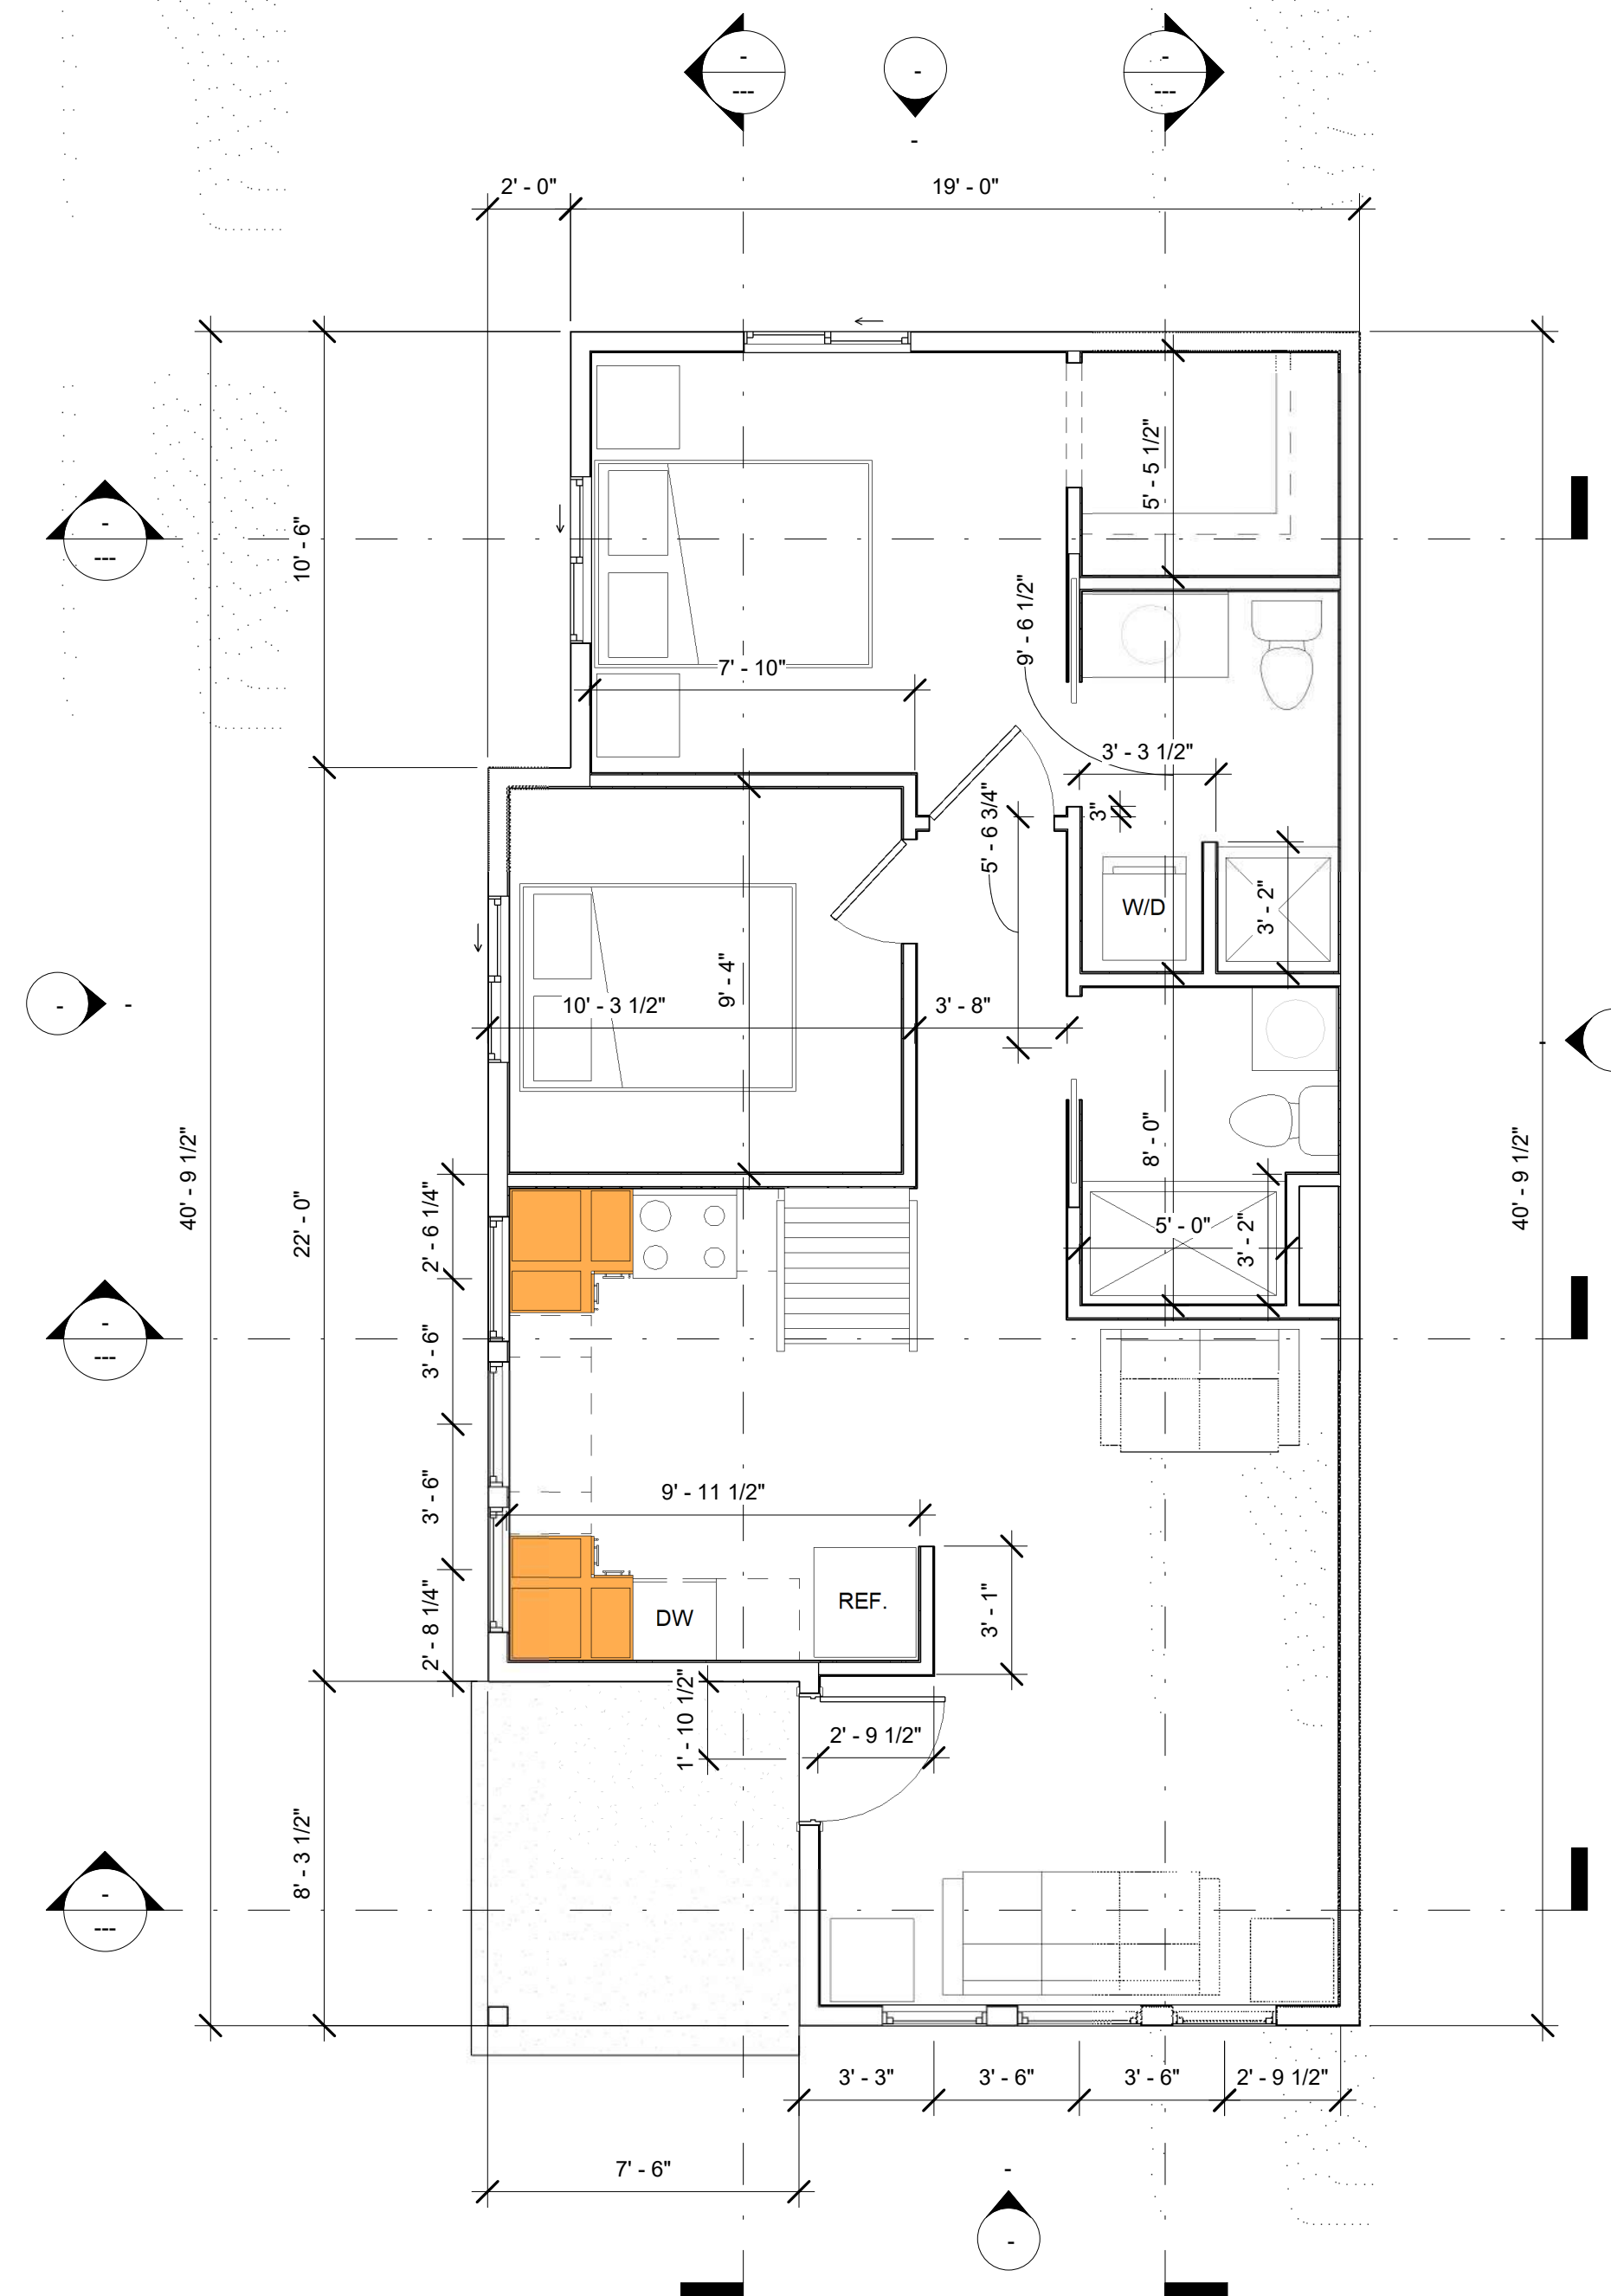 -
---
-
-
-
---
2' - 0"
19' - 0"
5' - 5 1/2"
-
---
10' - 6"
9' - 6 1/2"
7' - 10"
3' - 3 1/2"
3"
5' - 6 3/4"
W/D
3' - 2"
9' - 4"
10' - 3 1/2"
3' - 8"
-
-
-
-
40' - 9 1/2"
22' - 0"
2' - 6 1/4"
8' - 0"
5' - 0"
3' - 2"
40' - 9 1/2"
-
---
3' - 6"
3' - 6"
9' - 11 1/2"
2' - 8 1/4"
DW
REF.
3' - 1"
1' - 10 1/2"
2' - 9 1/2"
8' - 3 1/2"
-
---
3' - 3"
3' - 6"
3' - 6"
2' - 9 1/2"
7' - 6"
-
-